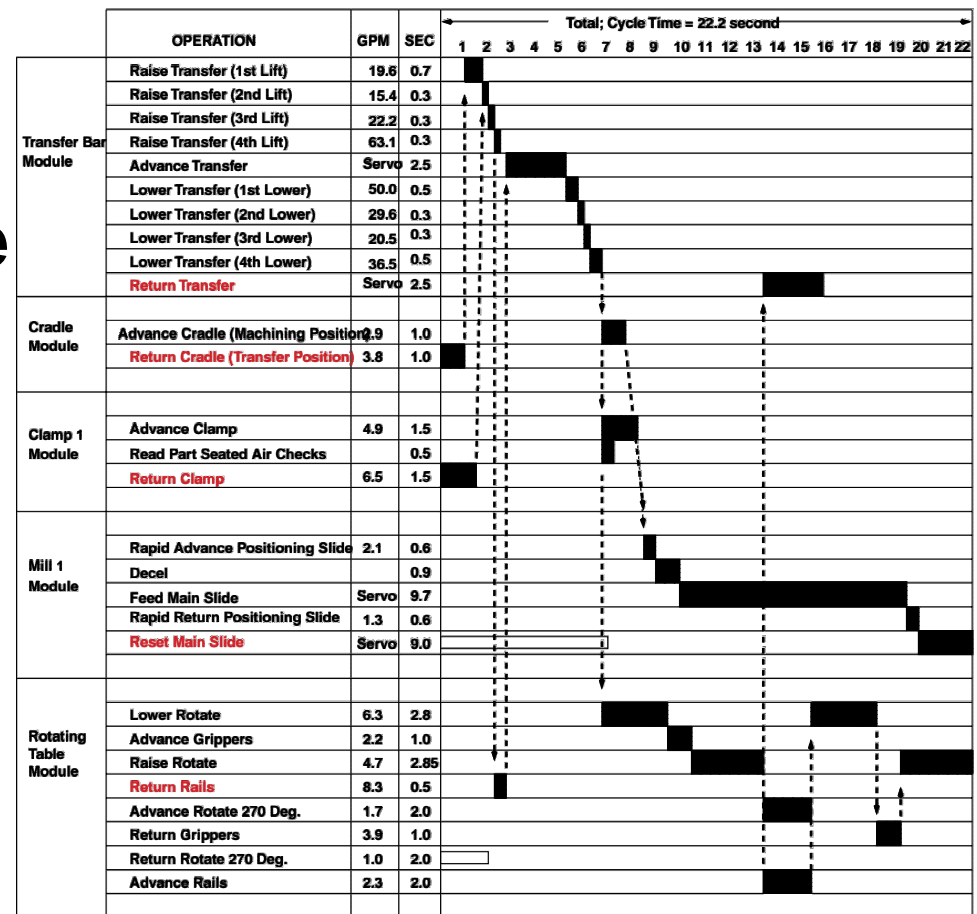 Total; Cycle Time = 22.2 second
OPERATION GPM SEC 1 2 3 4 5 6 7 8 9 10 11 12 13 14 15 16 17 18 19 20 21 22
Transfer Bar Module
Raise Transfer (1st Lift) 19.6 0.7
Raise Transfer (2nd Lift) 15.4 0.3
Raise Transfer (3rd Lift) 22.2 0.3
Raise Transfer (4th Lift) 63.1 0.3
Advance Transfer Servo 2.5
Lower Transfer (1st Lower) 50.0 0.5
Lower Transfer (2nd Lower) 29.6 0.3
Lower Transfer (3rd Lower) 20.5 0.3
Lower Transfer (4th Lower) 36.5 0.5
Return Transfer Servo 2.5
e
Cradle Module
Advance Cradle (Machining Position) 2.9 1.0
Return Cradle (Transfer Position) 3.8 1.0
Clamp 1 Module
Advance Clamp 4.9 1.5
Read Part Seated Air Checks 0.5
Return Clamp 6.5 1.5
Mill 1 Module
Rapid Advance Positioning Slide 2.1 0.6
Decel 0.9
Feed Main Slide Servo 9.7
Rapid Return Positioning Slide 1.3 0.6
Reset Main Slide Servo 9.0
Rotating Table Module
Lower Rotate 6.3 2.8
Advance Grippers 2.2 1.0
Raise Rotate 4.7 2.85
Return Rails 8.3 0.5
Advance Rotate 270 Deg. 1.7 2.0
Return Grippers 3.9 1.0
Return Rotate 270 Deg. 1.0 2.0
Advance Rails 2.3 2.0